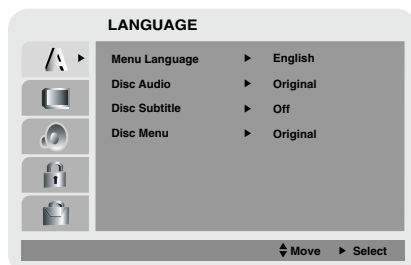 LANGUAGE
Menu Language ► English
Disc Audio ► Original
Disc Subtitle ► Off
Disc Menu ► Original
Move ► Select